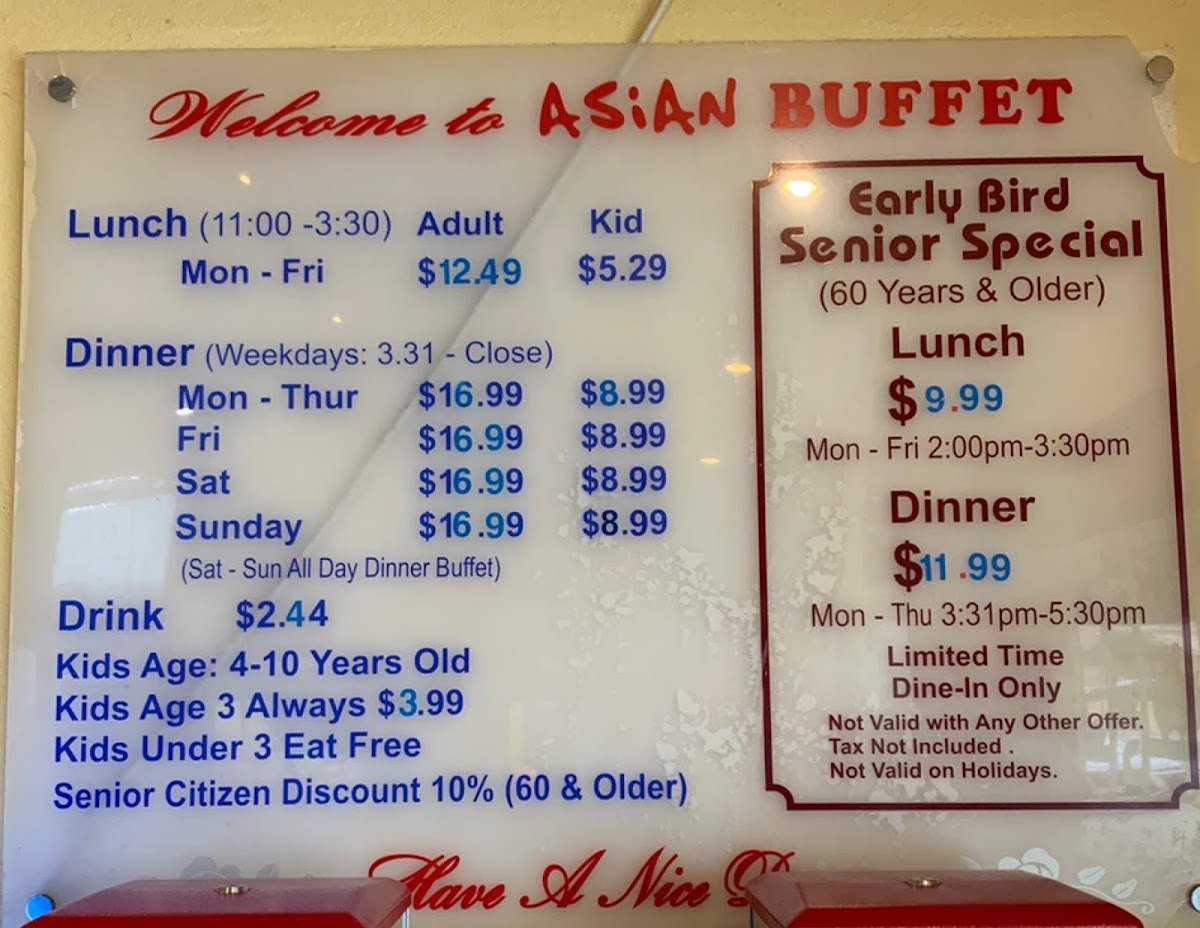 Welcome to ASiAN BUFFET
Lunch (11:00 -3:30) Adult Kid
Mon - Fri $12.49 $5.29
Dinner (Weekdays: 3.31 - Close)
Mon - Thur $16.99 $8.99
Fri $16.99 $8.99
Sat $16.99 $8.99
Sunday $16.99 $8.99
(Sat - Sun All Day Dinner Buffet)
Drink $2.44
Kids Age: 4-10 Years Old
Kids Age 3 Always $3.99
Kids Under 3 Eat Free
Senior Citizen Discount 10% (60 & Older)
Early Bird
Senior Special
(60 Years & Older)
Lunch
$9.99
Mon - Fri 2:00pm-3:30pm
Dinner
$11.99
Mon - Thu 3:31pm-5:30pm
Limited Time
Dine-In Only
Not Valid with Any Other Offer.
Tax Not Included .
Not Valid on Holidays.
Have A Nice